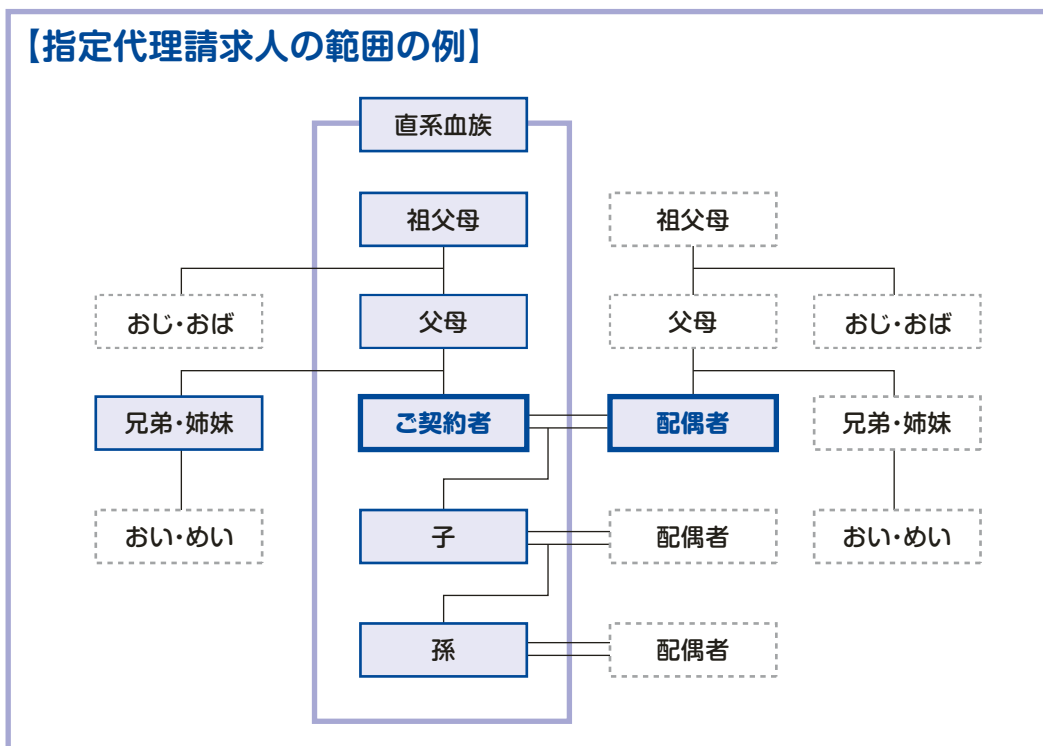 【指定代理請求人の範囲の例】
直系血族
祖父母
祖父母
おじ・おば
父母
父母
おじ・おば
兄弟・姉妹
ご契約者
配偶者
兄弟・姉妹
おい・めい
子
配偶者
おい・めい
孫
配偶者